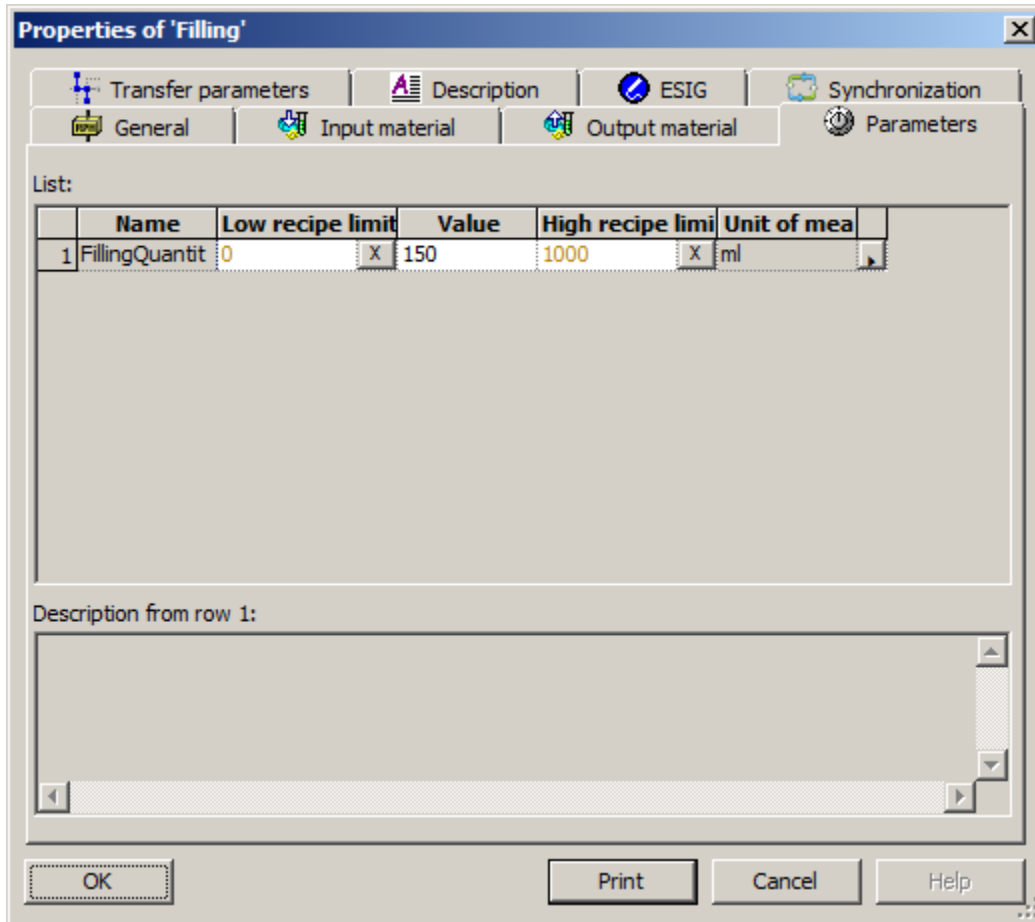 Properties of 'Filling'
Transfer parameters Description ESIG Synchronization
General Input material Output material Parameters
List:
Name Low recipe limit Value High recipe limi Unit of mea
1 FillingQuantit 0 X 150 1000 X ml
Description from row 1:
OK Print Cancel Help